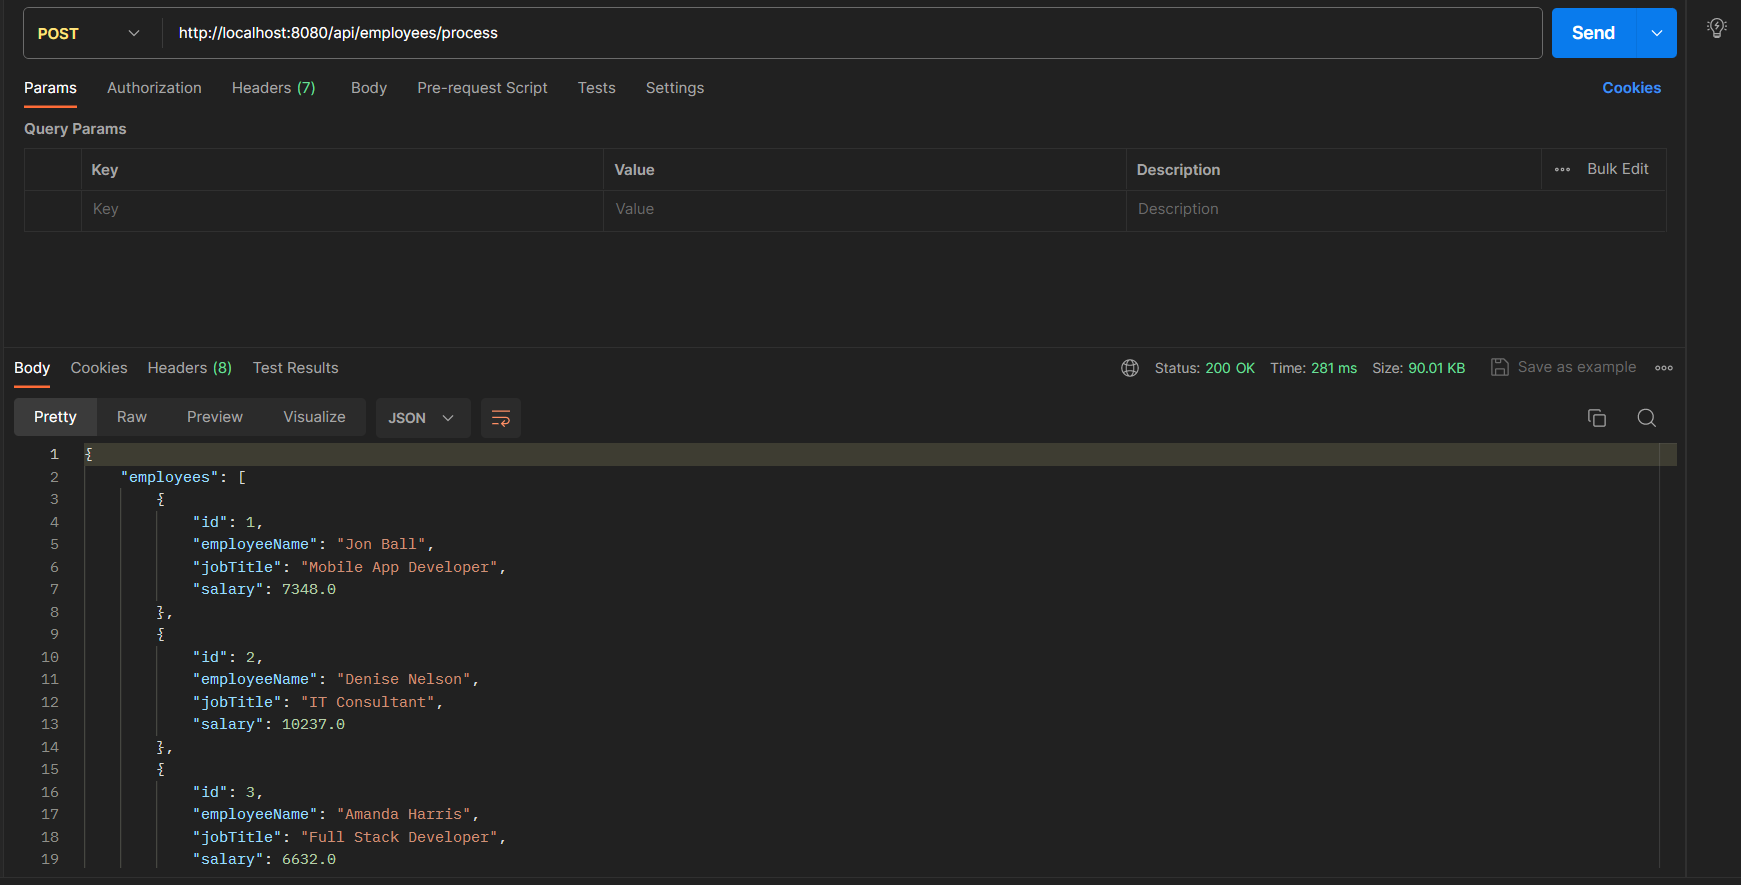 POST http://localhost:8080/api/employees/process Send
Params Authorization Headers (7) Body Pre-request Script Tests Settings Cookies
Query Params
Key Value Description Bulk Edit
Key Value Description
Body Cookies Headers (8) Test Results Status: 200 OK Time: 281 ms Size: 90.01 KB Save as example
Pretty Raw Preview Visualize JSON
1 {
2 "employees": [
3 {
4 "id": 1,
5 "employeeName": "Jon Ball",
6 "jobTitle": "Mobile App Developer",
7 "salary": 7348.0
8 },
9 {
10 "id": 2,
11 "employeeName": "Denise Nelson",
12 "jobTitle": "IT Consultant",
13 "salary": 10237.0
14 },
15 {
16 "id": 3,
17 "employeeName": "Amanda Harris",
18 "jobTitle": "Full Stack Developer",
19 "salary": 6632.0